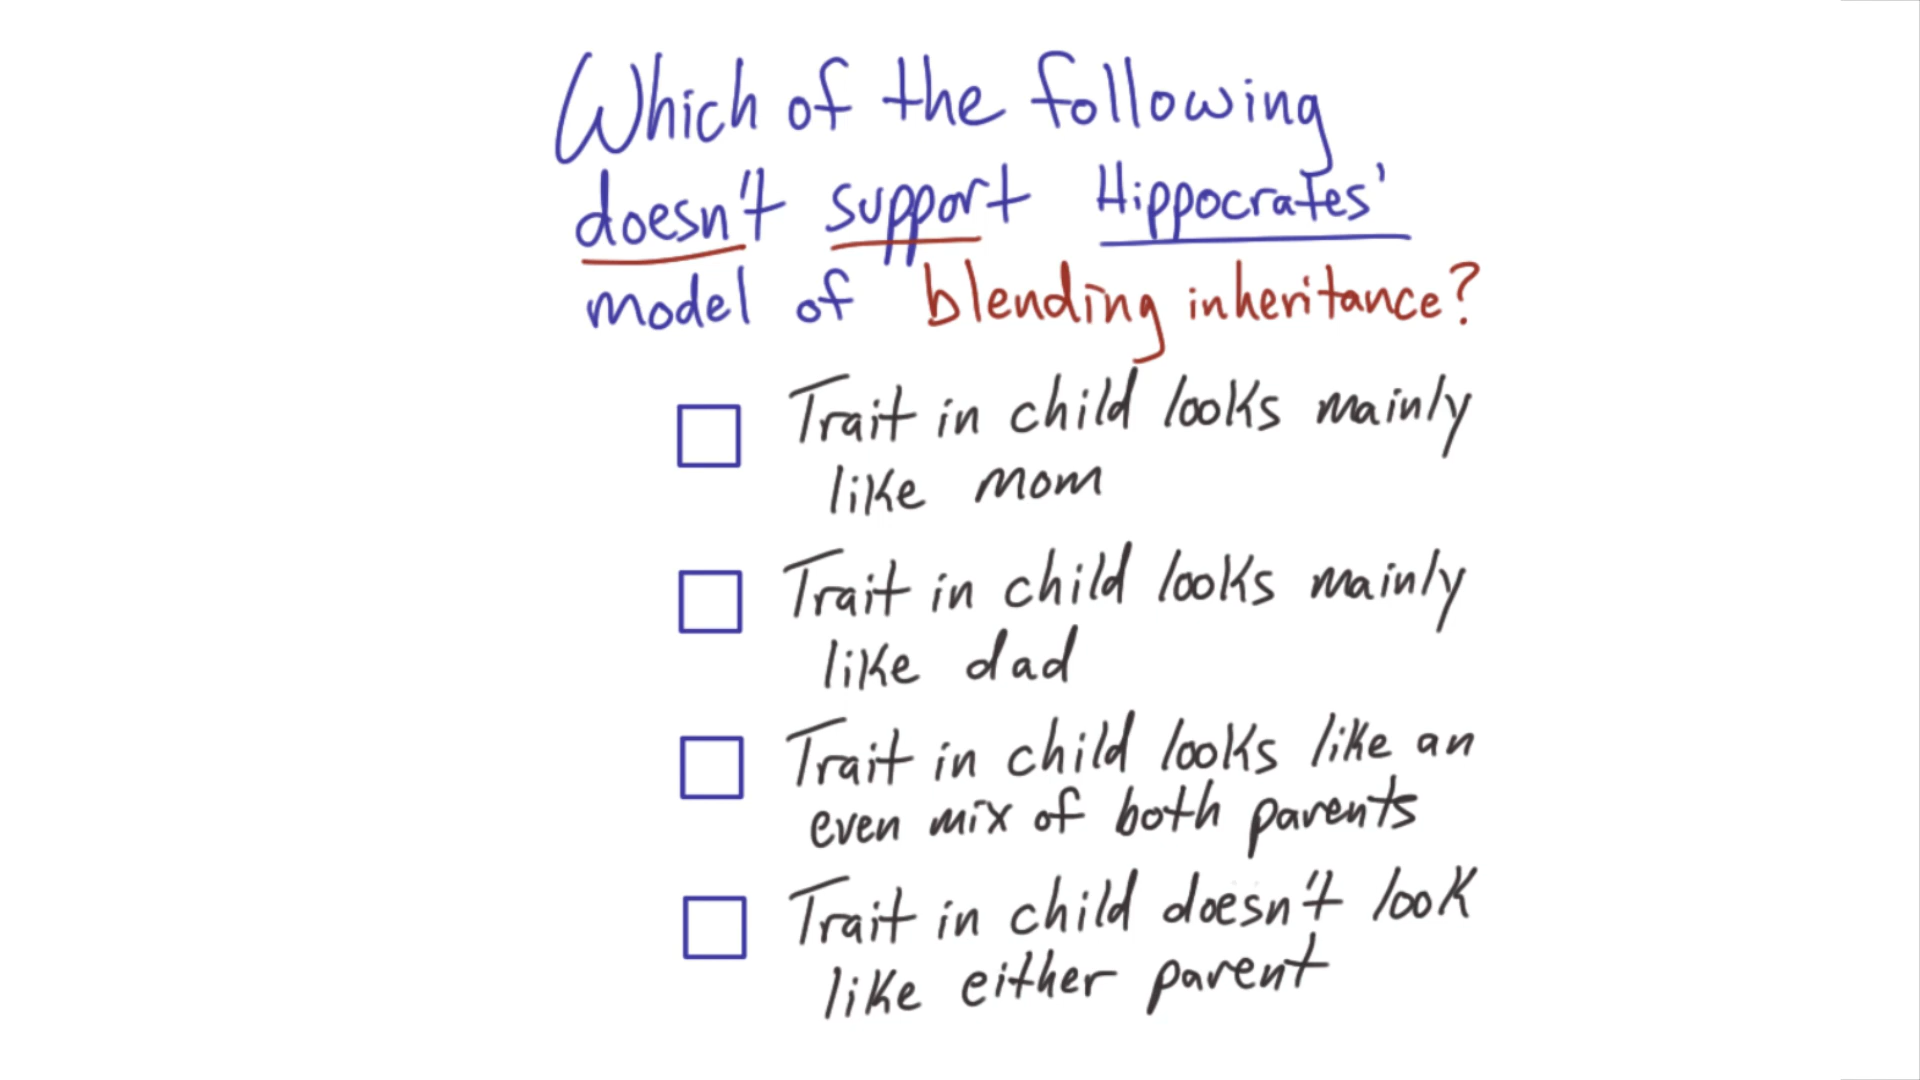 Which of the following
doesn't support Hippocrates'
model of blending inheritance?
Trait in child looks mainly
like mom
Trait in child looks mainly
like dad
Trait in child looks like an
even mix of both parents
Trait in child doesn't look
like either parent